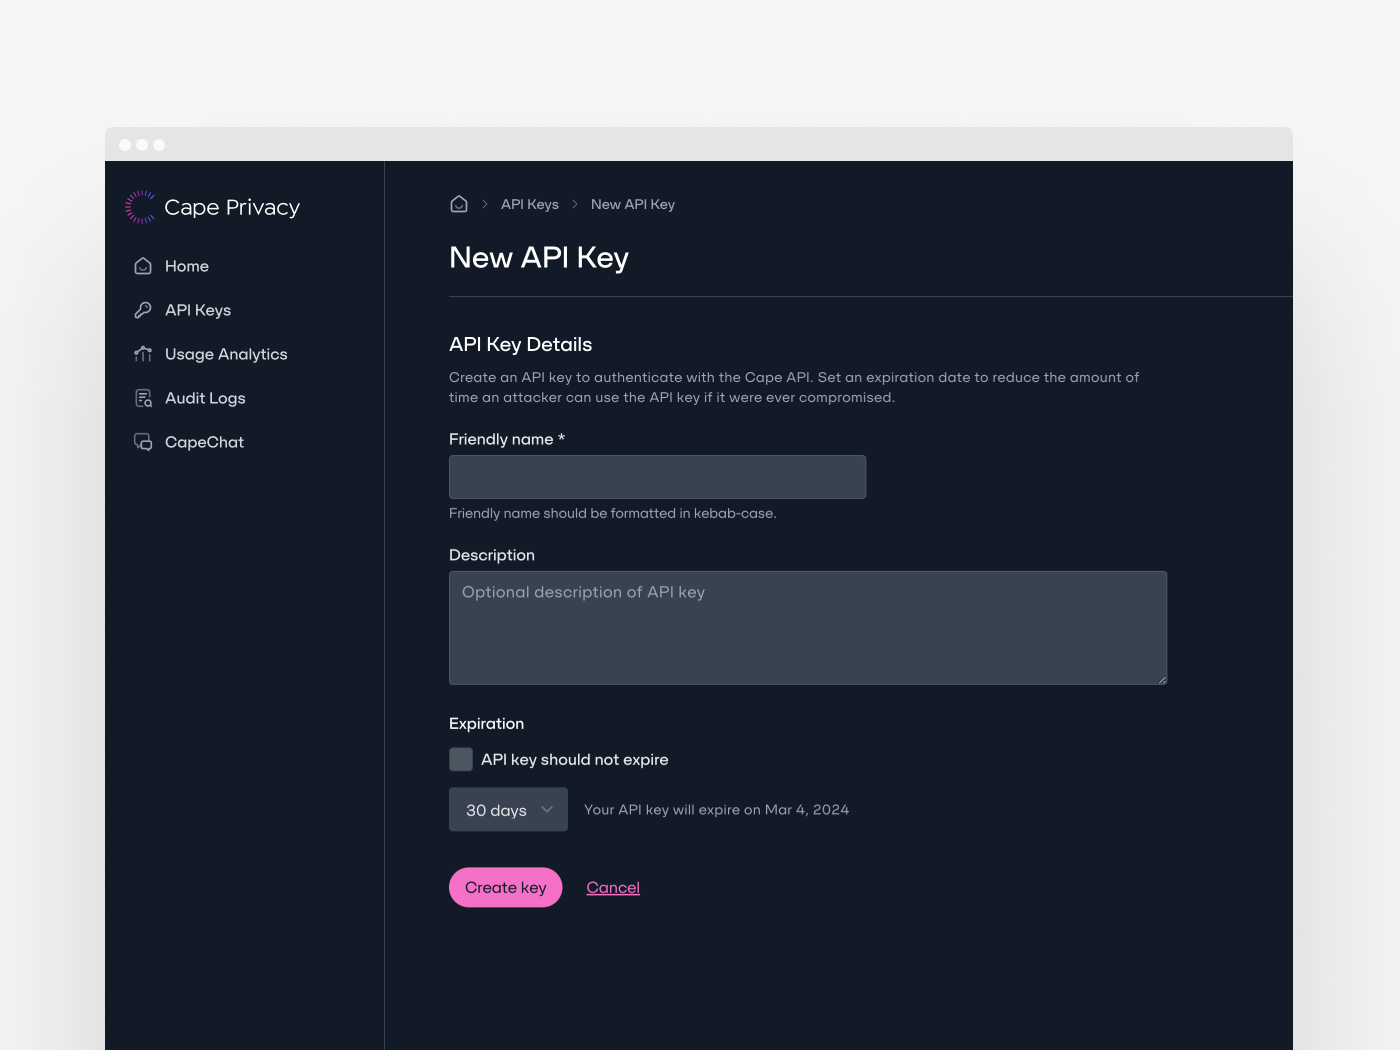 Cape Privacy
Home
API Keys
Usage Analytics
Audit Logs
CapeChat
API Keys
New API Key
New API Key
API Key Details
Create an API key to authenticate with the Cape API. Set an expiration date to reduce the amount of
time an attacker can use the API key if it were ever compromised.
Friendly name *
Friendly name should be formatted in kebab-case.
Description
Optional description of API key
Expiration
API key should not expire
30 days
Your API key will expire on Mar 4, 2024
Create key
Cancel